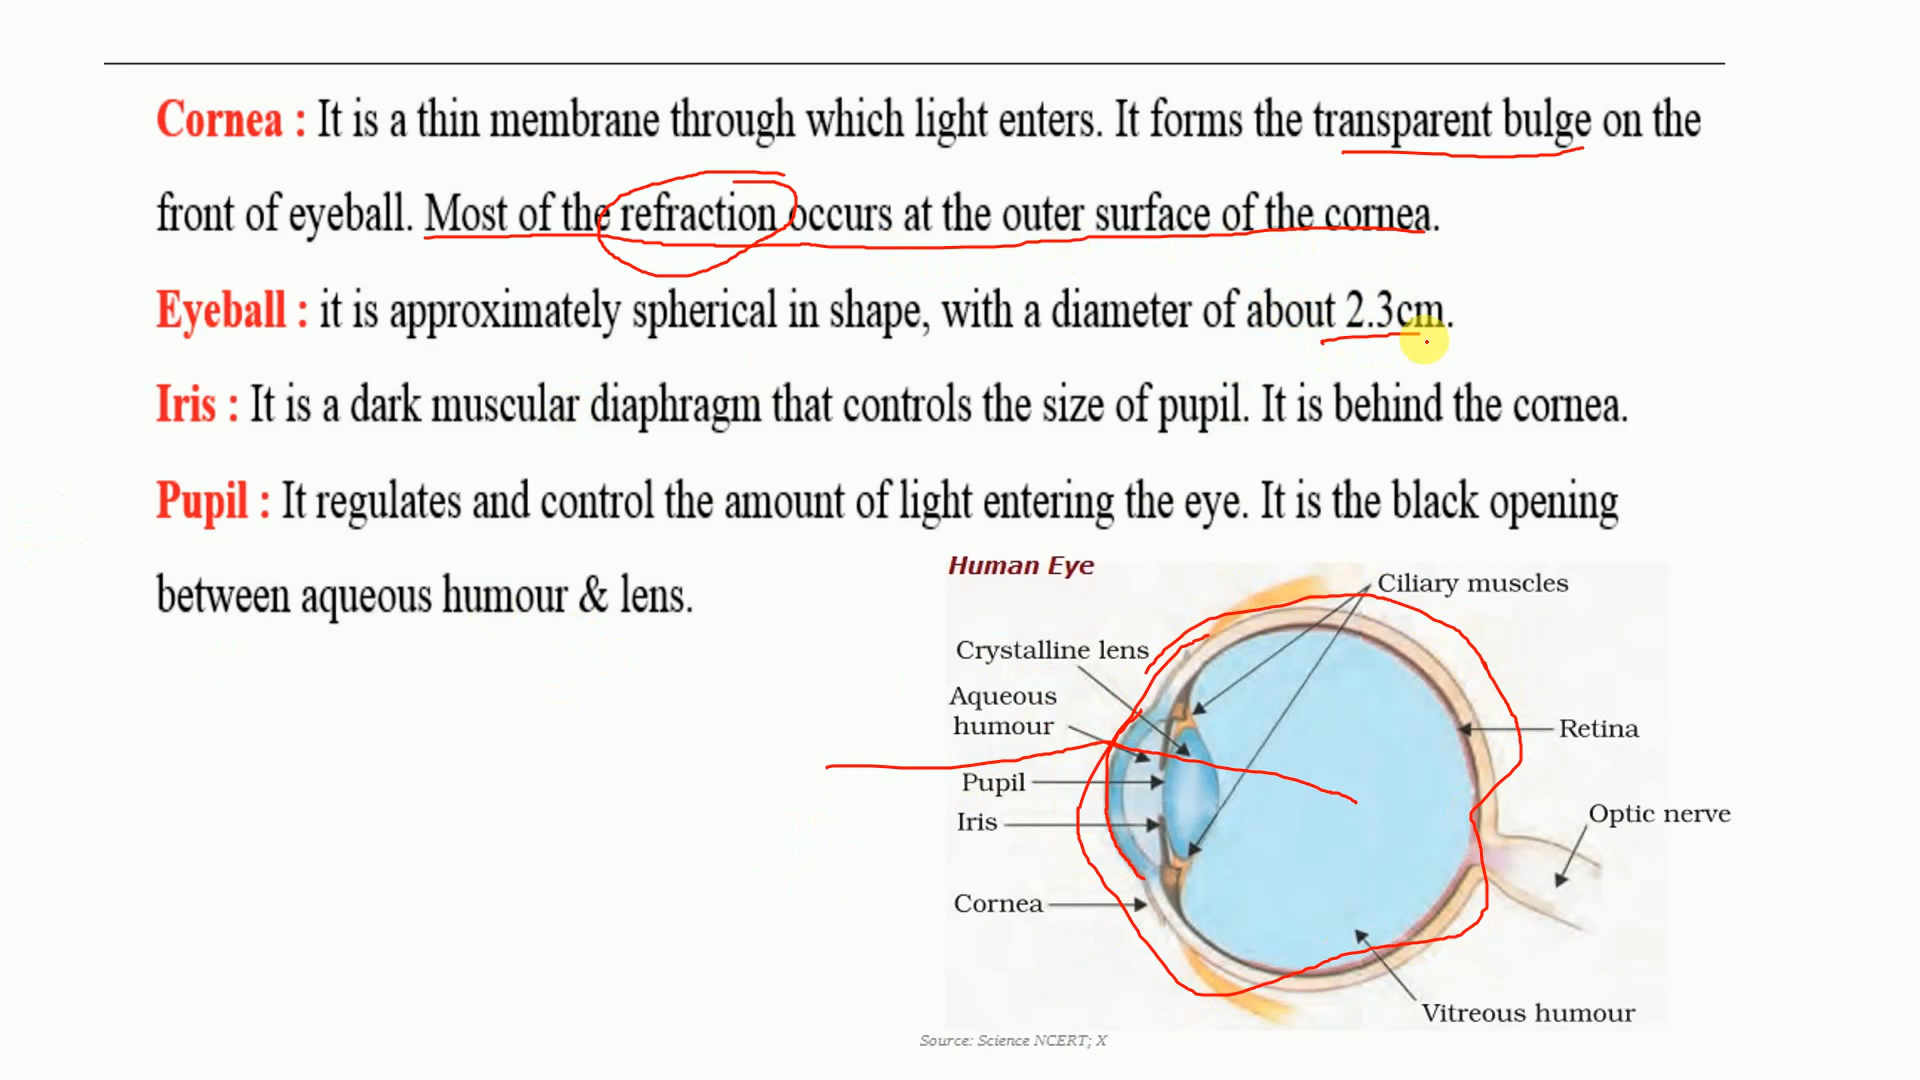 Cornea : It is a thin membrane through which light enters. It forms the transparent bulge on the
front of eyeball. Most of the refraction occurs at the outer surface of the cornea.
Eyeball : it is approximately spherical in shape, with a diameter of about 2.3cm.
Iris : It is a dark muscular diaphragm that controls the size of pupil. It is behind the cornea.
Pupil : It regulates and control the amount of light entering the eye. It is the black opening
between aqueous humour & lens.
Human Eye
Ciliary muscles
Crystalline lens
Aqueous
humour
Retina
Pupil
Iris
Optic nerve
Cornea
Vitreous humour
Source: Science NCERT; X